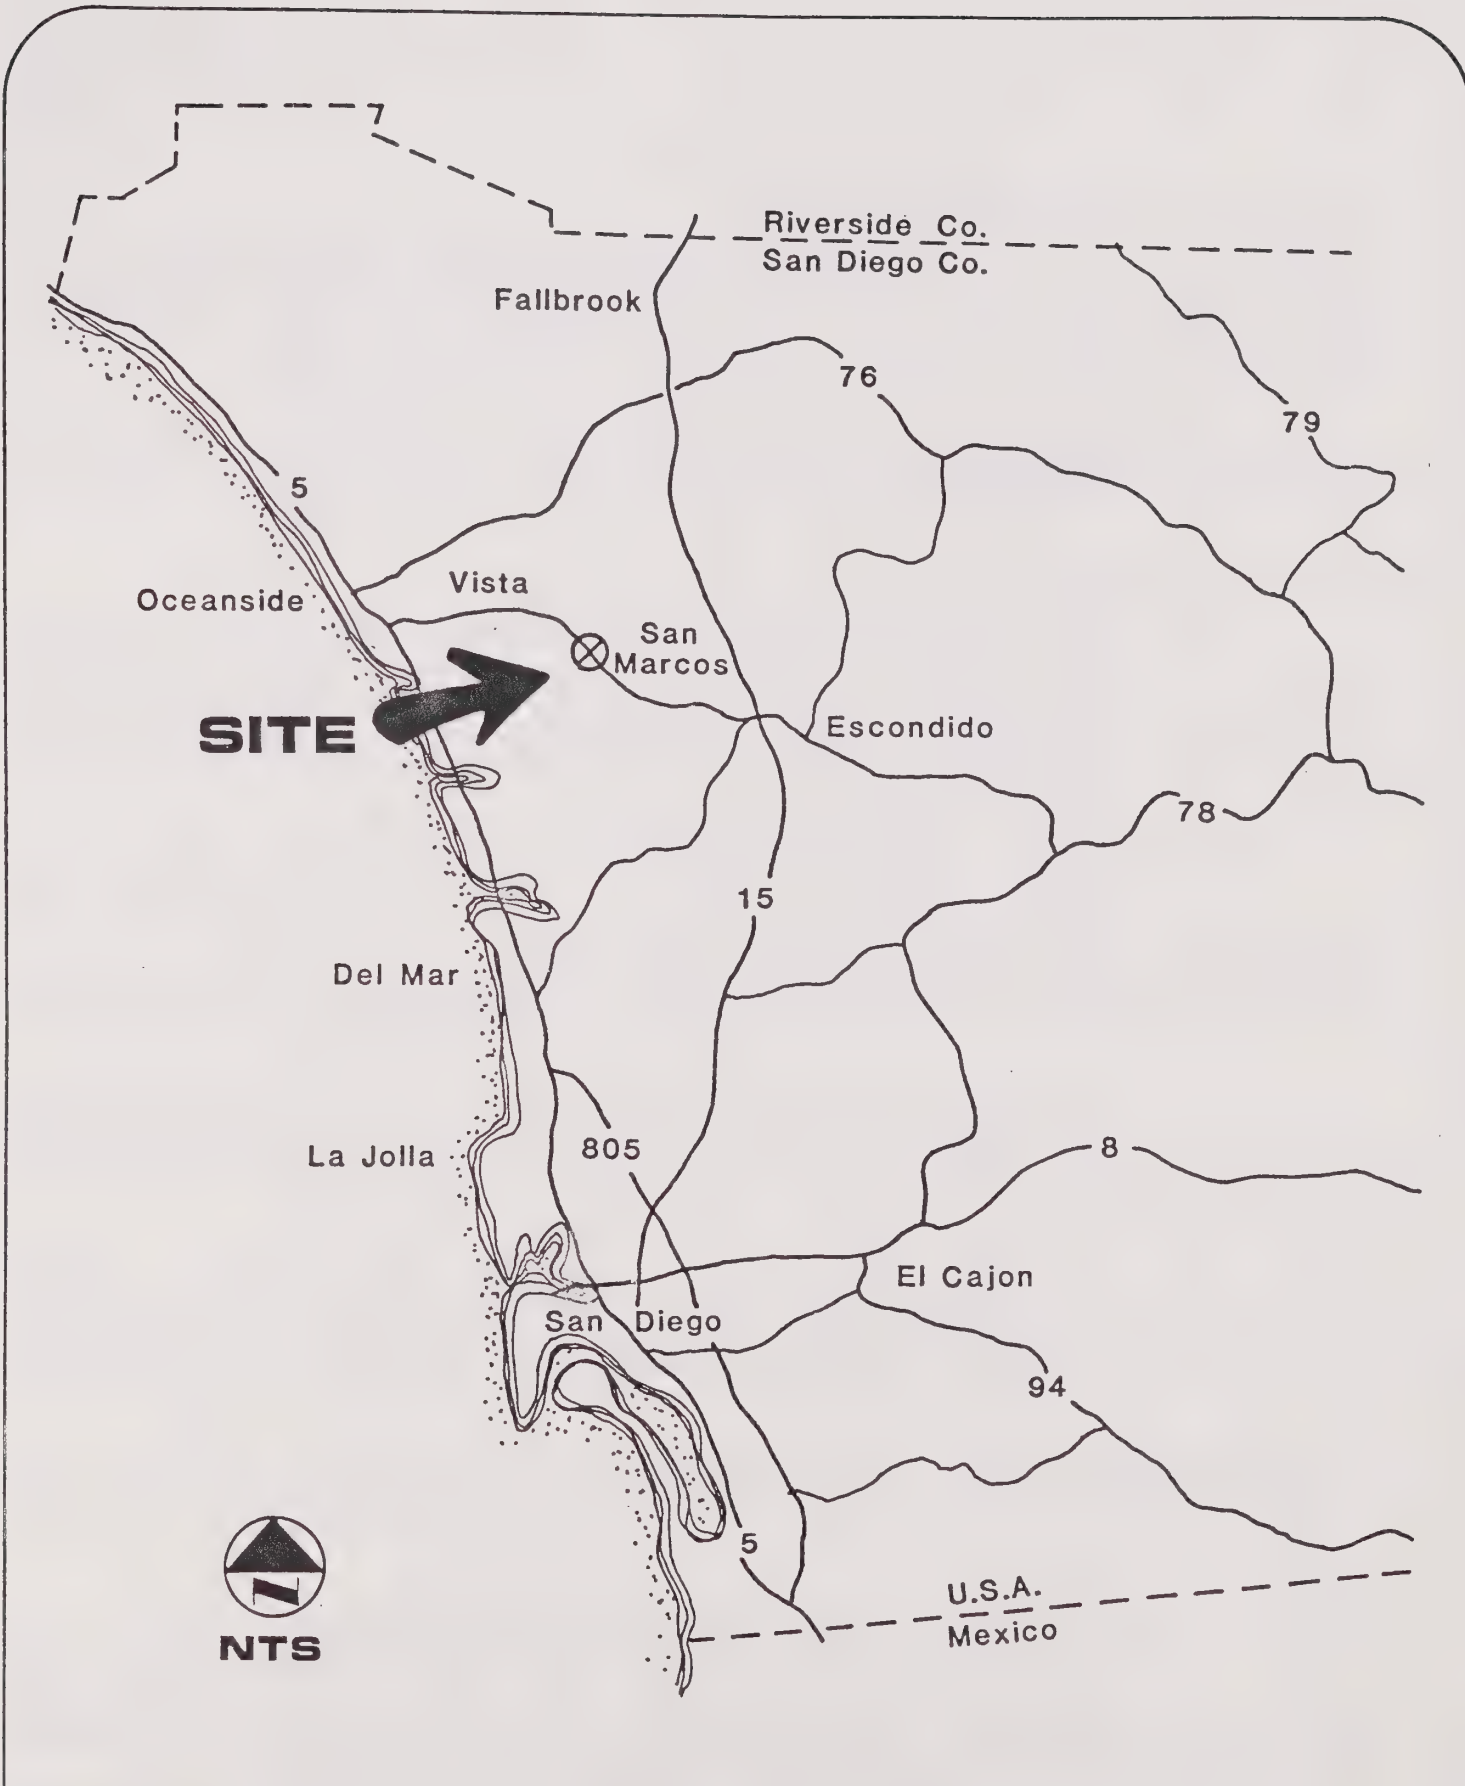 Riverside Co.
San Diego Co.
Fallbrook
76
79
5
Vista
Oceanside
San
Marcos
SITE
Escondido
78
15
Del Mar
805
La Jolla
8
El Cajon
San Diego
94
5
U.S.A.
Mexico
N
NTS